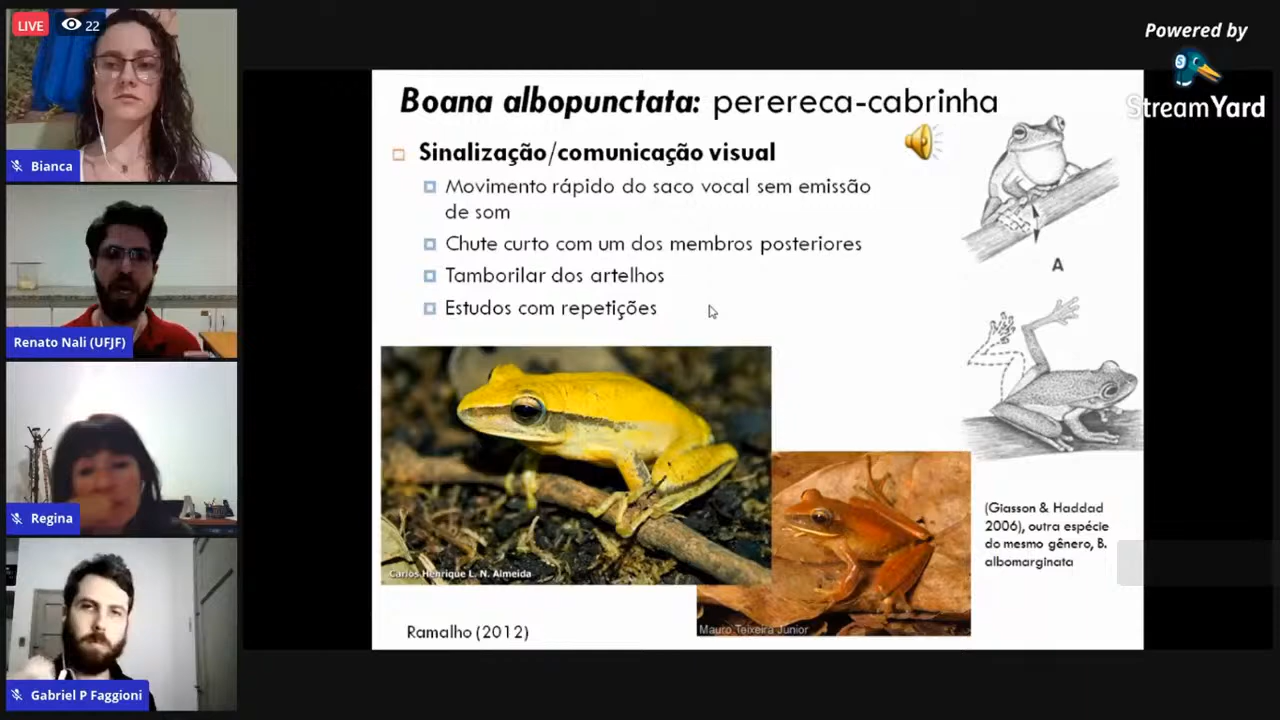 LIVE 22
Bianca
Renato Nali (UFJF)
Regina
Gabriel P Faggioni
Powered by
StreamYard
Boana albopunctata: perereca-cabrinha
Sinalização/comunicação visual
Movimento rápido do saco vocal sem emissão
de som
Chute curto com um dos membros posteriores
Tamborilar dos artelhos
Estudos com repetições
A
Carlos Henrique L. N. Almeida
Mauro Teixeira Junior
(Giasson & Haddad
2006), outra espécie
do mesmo gênero, B.
albomarginata
Ramalho (2012)